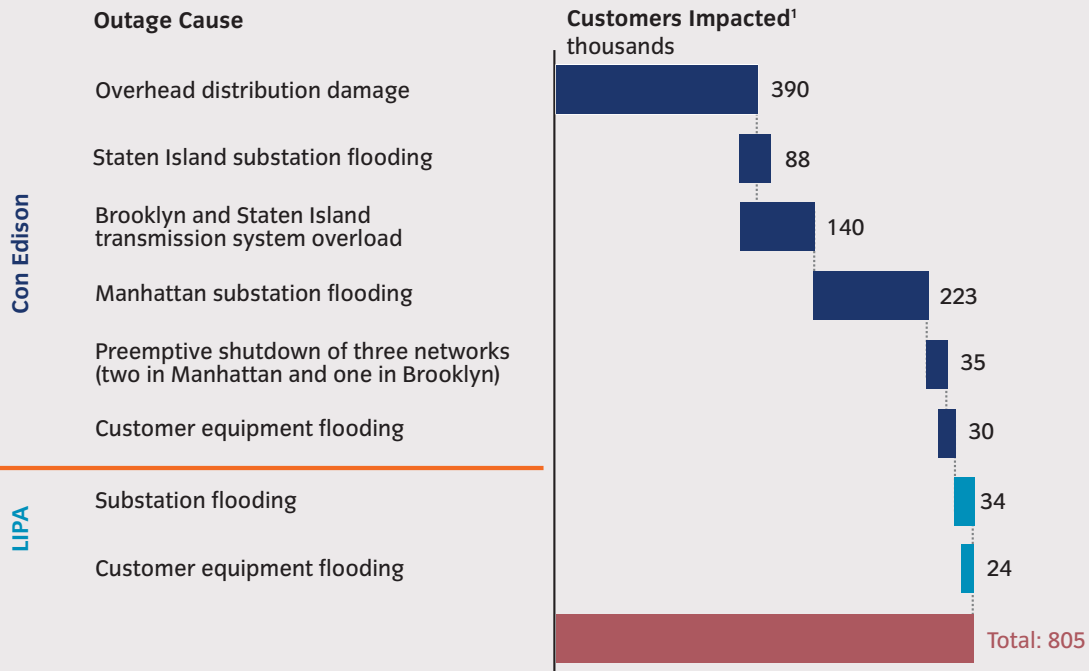 Outage Cause
Customers Impacted¹
thousands
Con Edison
Overhead distribution damage
390
Staten Island substation flooding
88
Brooklyn and Staten Island
transmission system overload
140
Manhattan substation flooding
223
Preemptive shutdown of three networks
(two in Manhattan and one in Brooklyn)
35
Customer equipment flooding
30
LIPA
Substation flooding
34
Customer equipment flooding
24
Total: 805